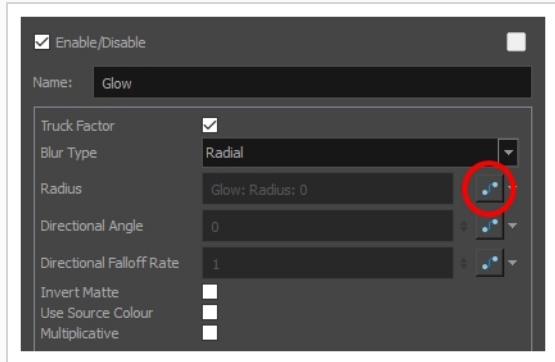 Enable/Disable
Name: Glow
Truck Factor
Blur Type Radial
Radius Glow: Radius: 0
Directional Angle 0
Directional Falloff Rate 1
Invert Matte
Use Source Colour
Multiplicative